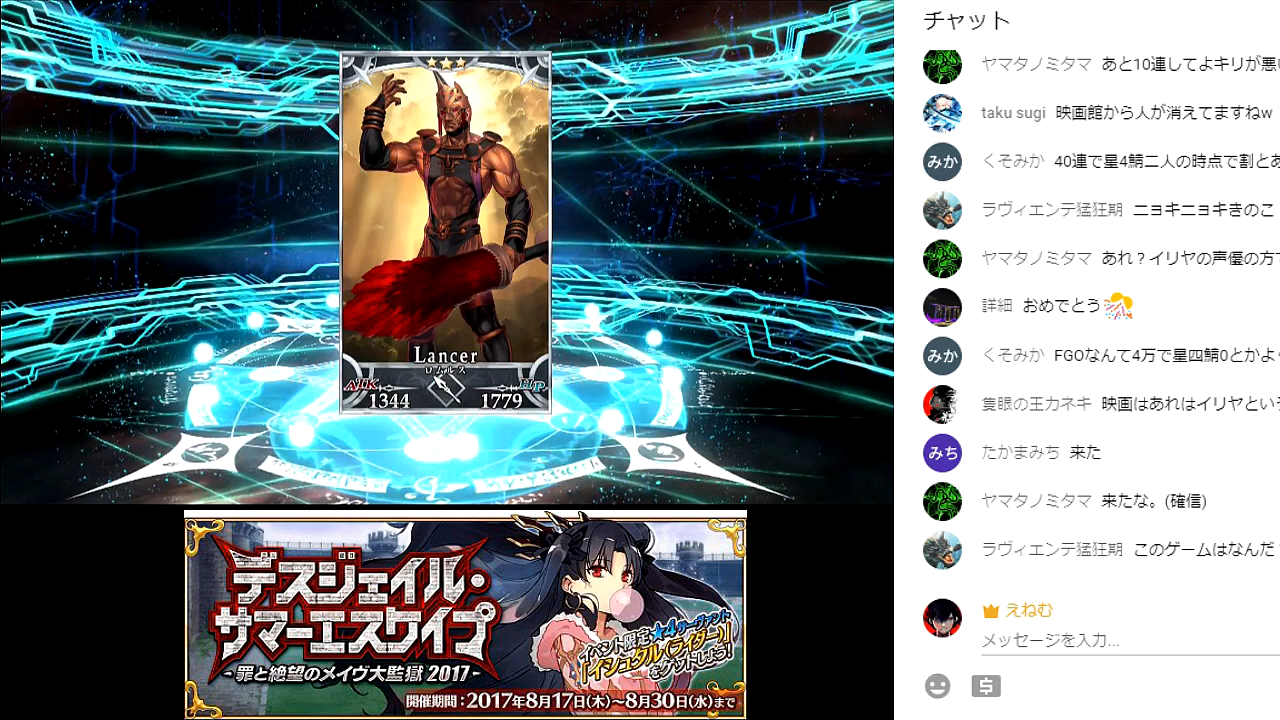 チャット
ヤマタノミタマ あと10連してよキリが悪い
taku sugi 映画館から人が消えてますねw
みか くそみか 40連で星4鯖二人の時点で割とあ
ラヴィエンテ猛狂期 ニョキニョキきのこ
ヤマタノミタマ あれ？イリヤの声優の方で
詳細 おめでとう
みか くそみか FGOなんて4万で星四鯖0とかよく
隻眼の王カネキ 映画はあれはイリヤという
みち たかまみち 来た
ヤマタノミタマ 来たな。(確信)
ラヴィエンテ猛狂期 このゲームはなんだ
えねむ
メッセージを入力...
Lancer
ロムルス
ATK HP
1344 1779
デスジェイル・
サマーエスケイプ
-罪と絶望のメイヴ大監獄 2017-
イベント限定★4サーヴァント
「イシュタル(ライダー)」
をゲットしよう!
開催期間：2017年8月17日(木)～8月30日(水)まで